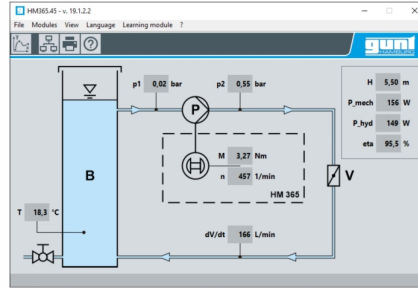 HM365.45 - v. 19.1.2.2
File Modules View Language Learning module ?
gunt
HAMBURG
p1 0,02 bar
p2 0,55 bar
H 5,50 m
P_mech 156 W
P_hyd 149 W
eta 95,5 %
P
M 3,27 Nm
n 457 1/min
HM 365
B
V
T 18,3 °C
dV/dt 166 L/min